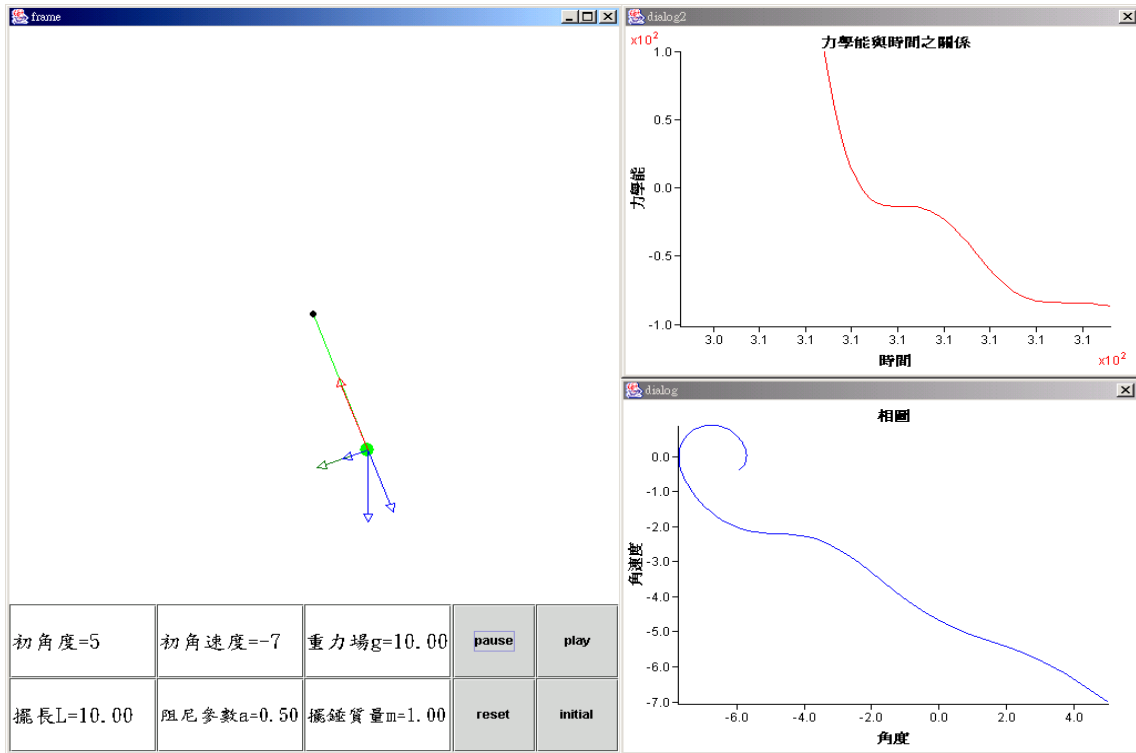 frame
初角度=5
初角速度=-7
重力場g=10.00
pause
play
擺長L=10.00
阻尼參數a=0.50
擺錘質量m=1.00
reset
initial
dialog2
力學能與時間之關係
x10²
1.0
0.5
0.0
-0.5
-1.0
力學能
3.0 3.1 3.1 3.1 3.1 3.1 3.1 3.1 3.1
時間
x10²
dialog
相圖
0.0
-1.0
-2.0
-3.0
-4.0
-5.0
-6.0
-7.0
角速度
-6.0 -4.0 -2.0 0.0 2.0 4.0
角度